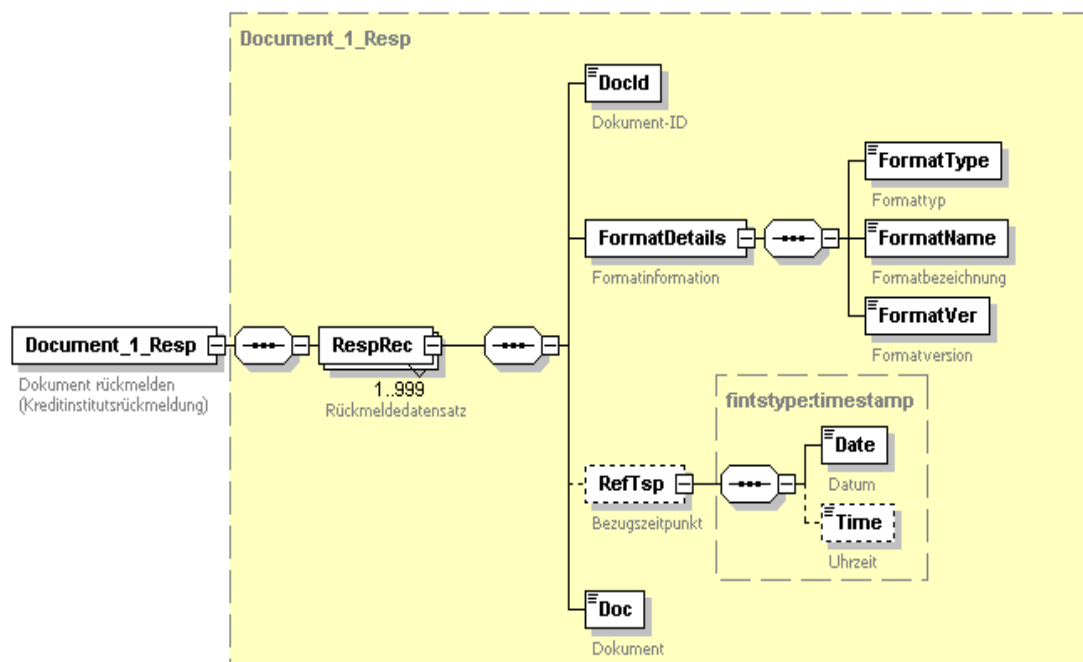 Document_1_Resp
DocId
Dokument-ID
FormatType
Formattyp
FormatDetails
Formatinformation
FormatName
Formatbezeichnung
FormatVer
Formatversion
Document_1_Resp
Dokument rückmelden
(Kreditinstitutsrückmeldung)
RespRec
1..999
Rückmeldedatensatz
fintstype:timestamp
RefTsp
Bezugszeitpunkt
Date
Datum
Time
Uhrzeit
Doc
Dokument